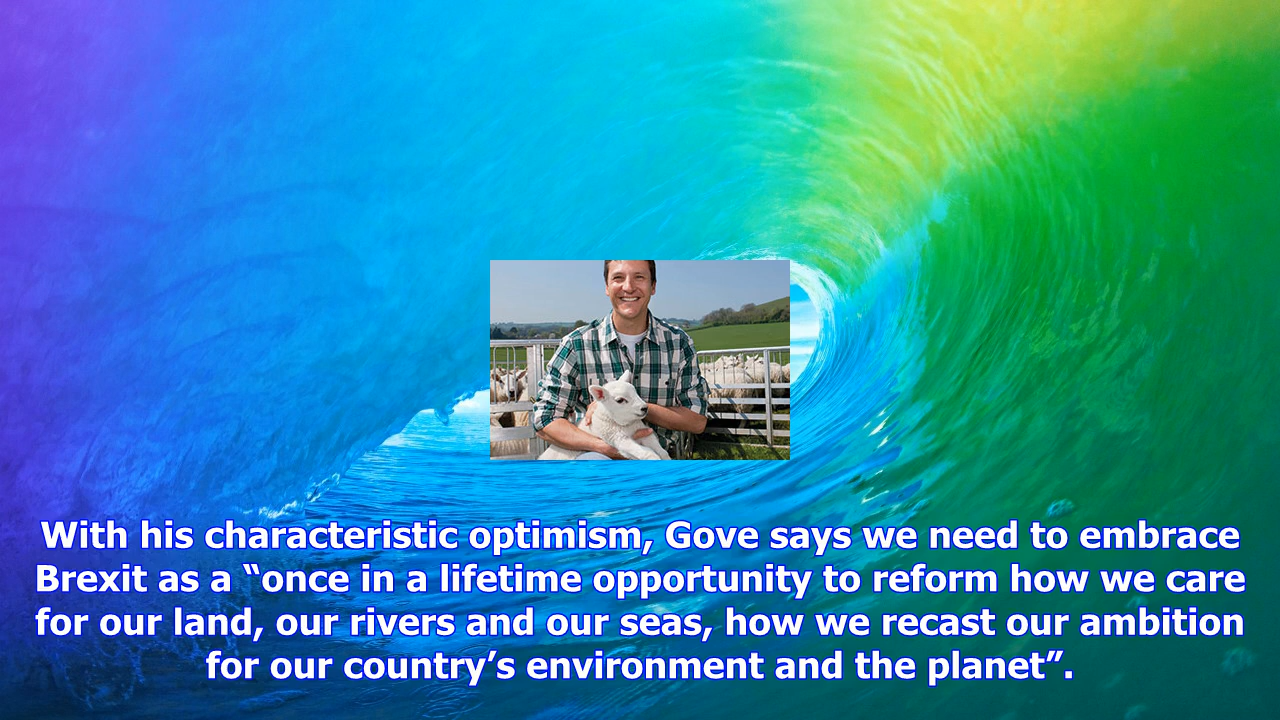 With his characteristic optimism, Gove says we need to embrace
Brexit as a “once in a lifetime opportunity to reform how we care
for our land, our rivers and our seas, how we recast our ambition
for our country’s environment and the planet”.